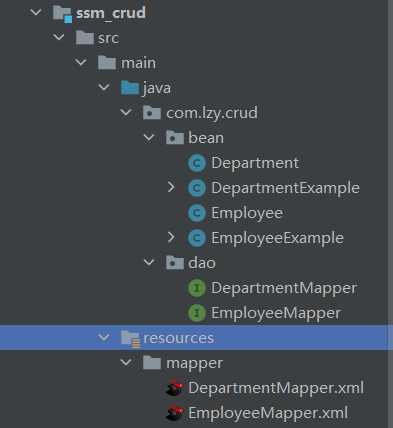 ssm_crud
src
main
java
com.lzy.crud
bean
Department
DepartmentExample
Employee
EmployeeExample
dao
DepartmentMapper
EmployeeMapper
resources
mapper
DepartmentMapper.xml
EmployeeMapper.xml